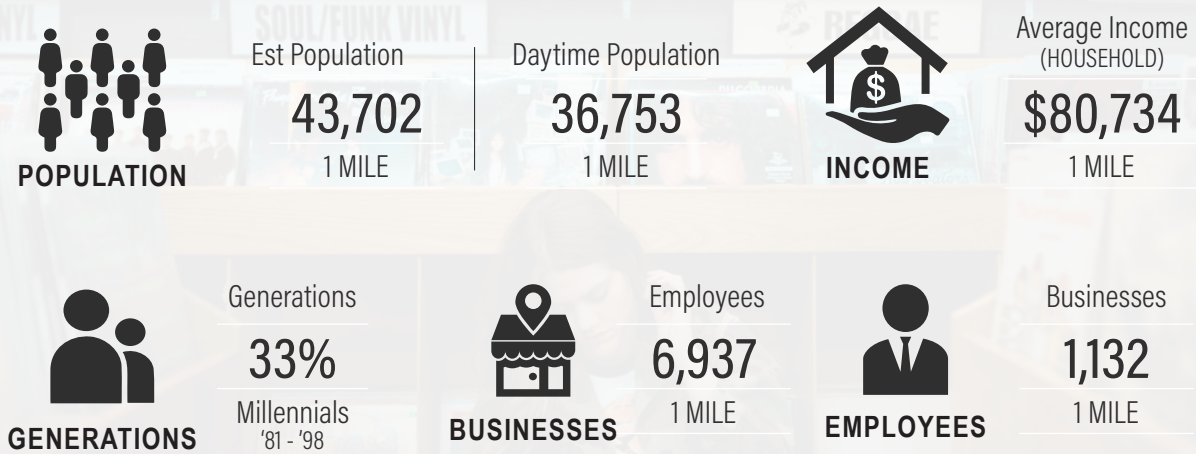 SOUL/FUNK VINYL
REGGAE
POPULATION
Est Population
43,702
1 MILE
Daytime Population
36,753
1 MILE
$
INCOME
Average Income
(HOUSEHOLD)
$80,734
1 MILE
GENERATIONS
Generations
33%
Millennials
'81 - '98
BUSINESSES
Employees
6,937
1 MILE
EMPLOYEES
Businesses
1,132
1 MILE